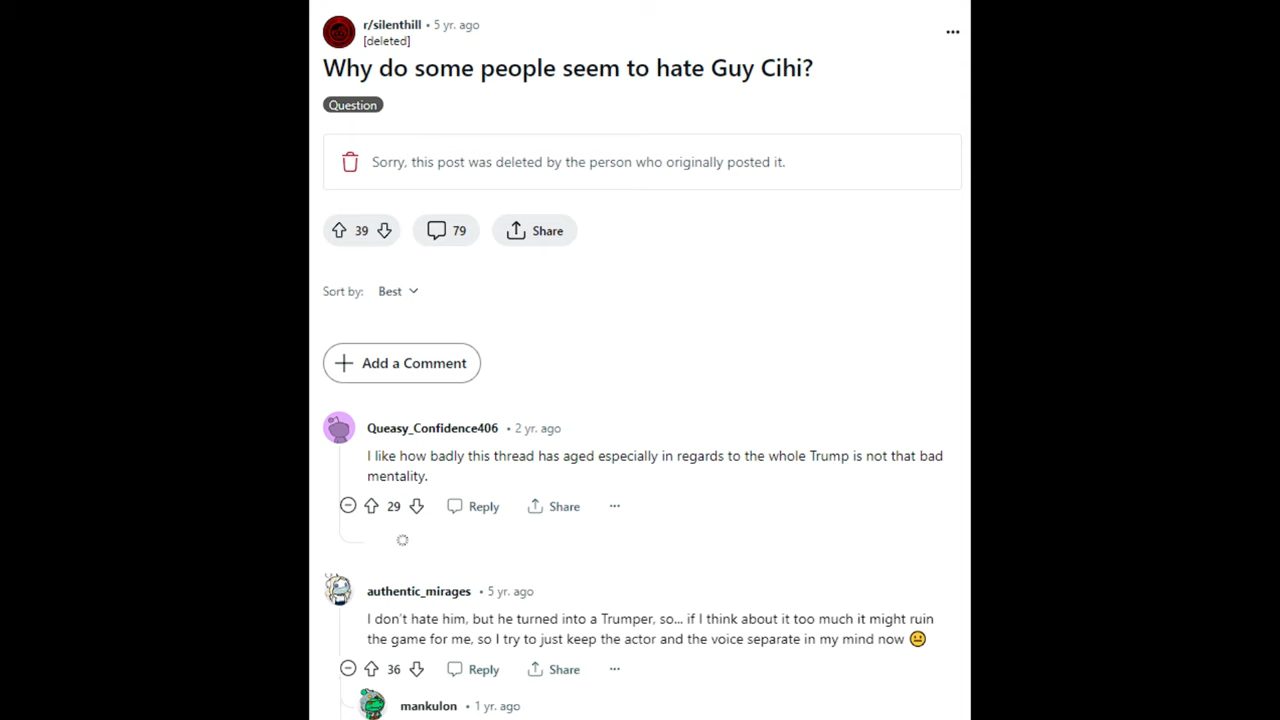 r/silenthill • 5 yr. ago
[deleted]
Why do some people seem to hate Guy Cihi?
Question
Sorry, this post was deleted by the person who originally posted it.
39
79
Share
Sort by: Best
Add a Comment
Queasy_Confidence406 • 2 yr. ago
I like how badly this thread has aged especially in regards to the whole Trump is not that bad
mentality.
29 Reply Share
authentic_mirages • 5 yr. ago
I don't hate him, but he turned into a Trumper, so... if I think about it too much it might ruin
the game for me, so I try to just keep the actor and the voice separate in my mind now 😐
36 Reply Share
mankulon • 1 yr. ago